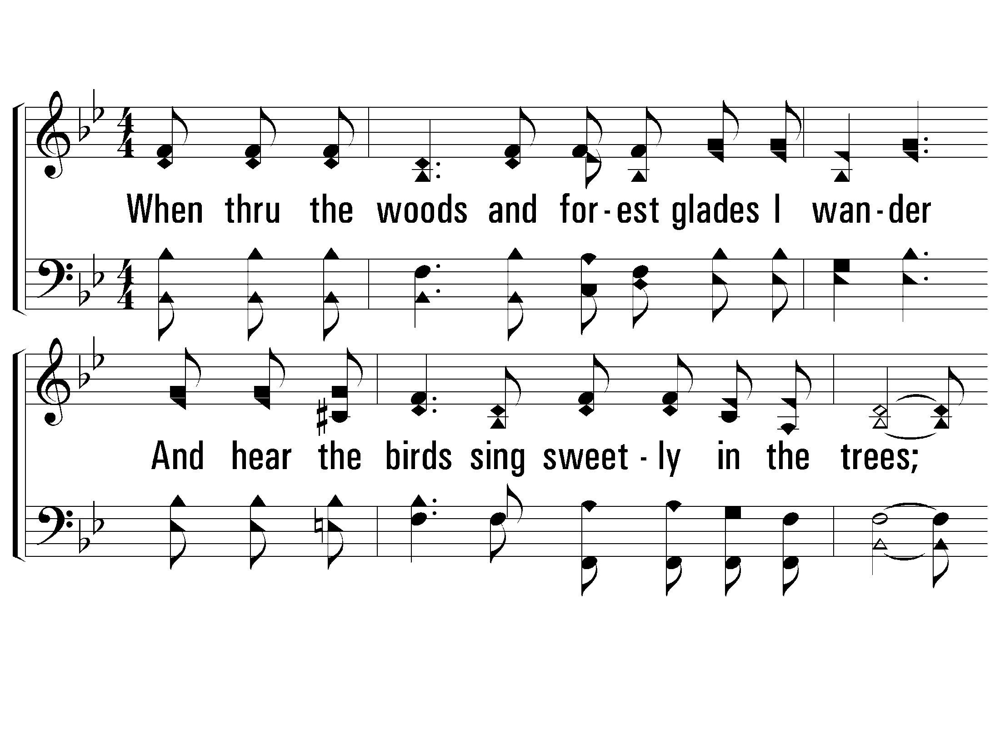 When thru the woods and for-est glades I wan-der
And hear the birds sing sweet-ly in the trees;